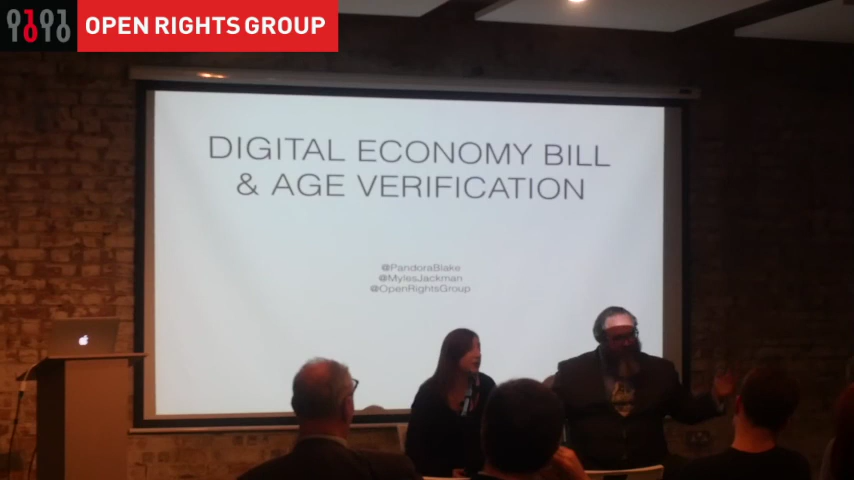 0101
1010
OPEN RIGHTS GROUP
DIGITAL ECONOMY BILL
& AGE VERIFICATION
@PandoraBlake
@MylesJackman
@OpenRightsGroup